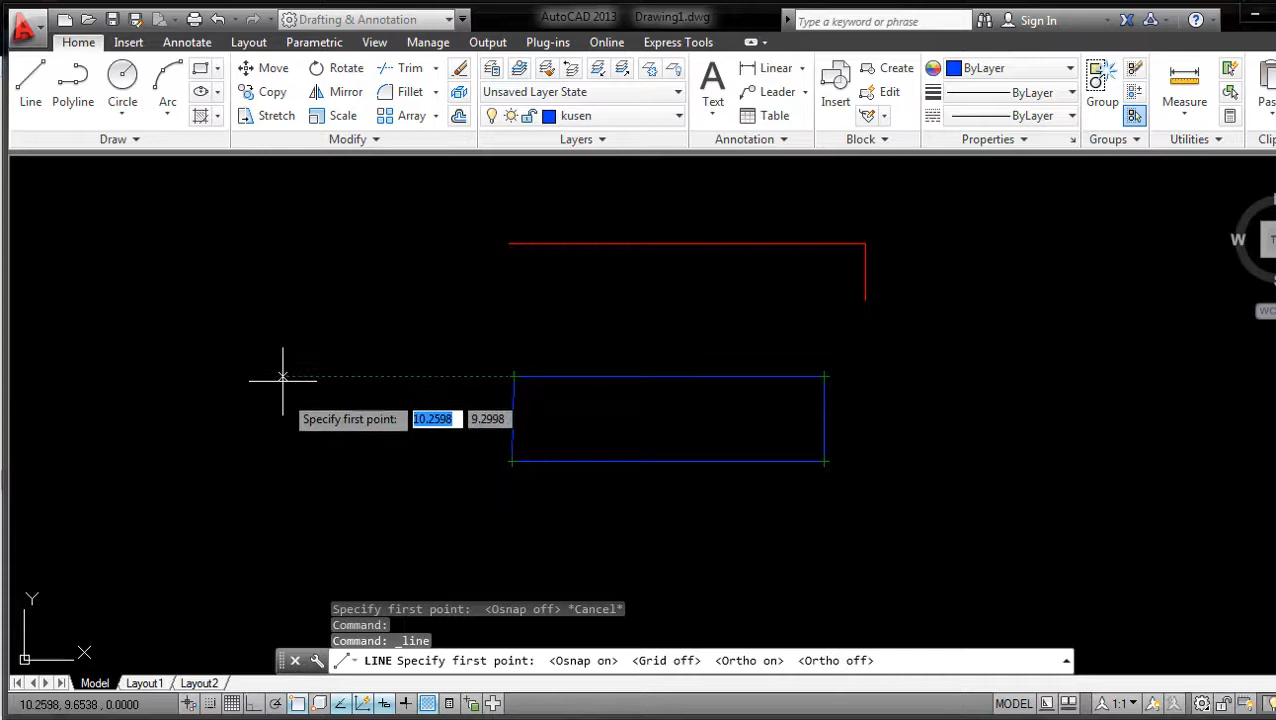 Drafting & Annotation AutoCAD 2013 Drawing1.dwg Type a keyword or phrase Sign In
Home Insert Annotate Layout Parametric View Manage Output Plug-ins Online Express Tools
Line Polyline Circle Arc
Move Rotate Trim
Copy Mirror Fillet
Stretch Scale Array
Unsaved Layer State
kusen
Text
Linear
Leader
Table
Insert
Create
Edit
ByLayer
ByLayer
ByLayer
Group
Measure
Draw Modify Layers Annotation Block Properties Groups Utilities
W
Specify first point: 10.2598 9.2998
Specify first point: <Osnap off> *Cancel*
Command:
Command: _line
LINE Specify first point: <Osnap on> <Grid off> <Ortho on> <Ortho off>
Y
X
Model Layout1 Layout2
10.2598, 9.6538, 0.0000 MODEL 1:1